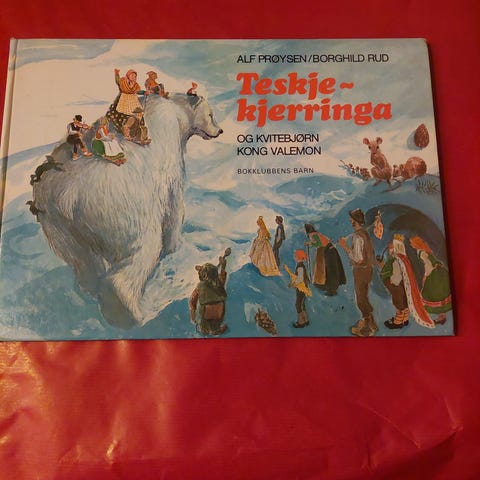 ALF PRØYSEN/BORGHILD RUD
Teskje~
kjerringa
OG KVITEBJØRN
KONG VALEMON
BOKKLUBBENS BARN